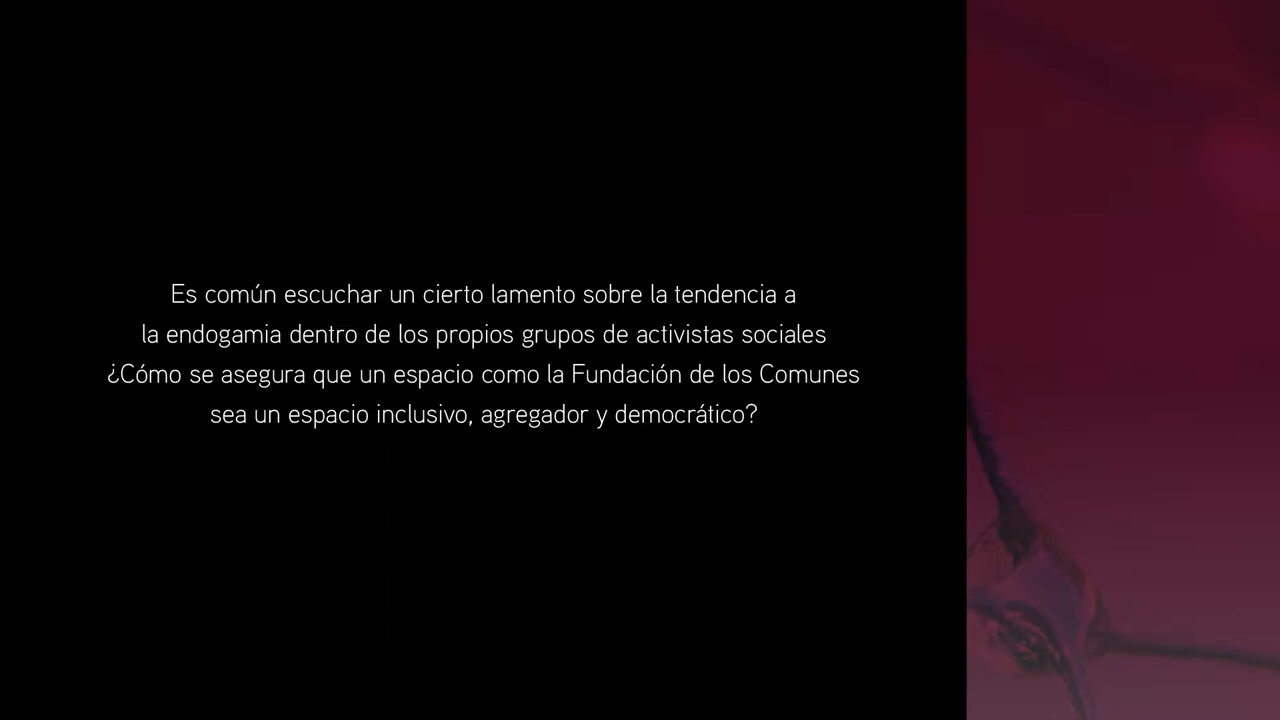 Es común escuchar un cierto lamento sobre la tendencia a
la endogamia dentro de los propios grupos de activistas sociales
¿Cómo se asegura que un espacio como la Fundación de los Comunes
sea un espacio inclusivo, agregador y democrático?